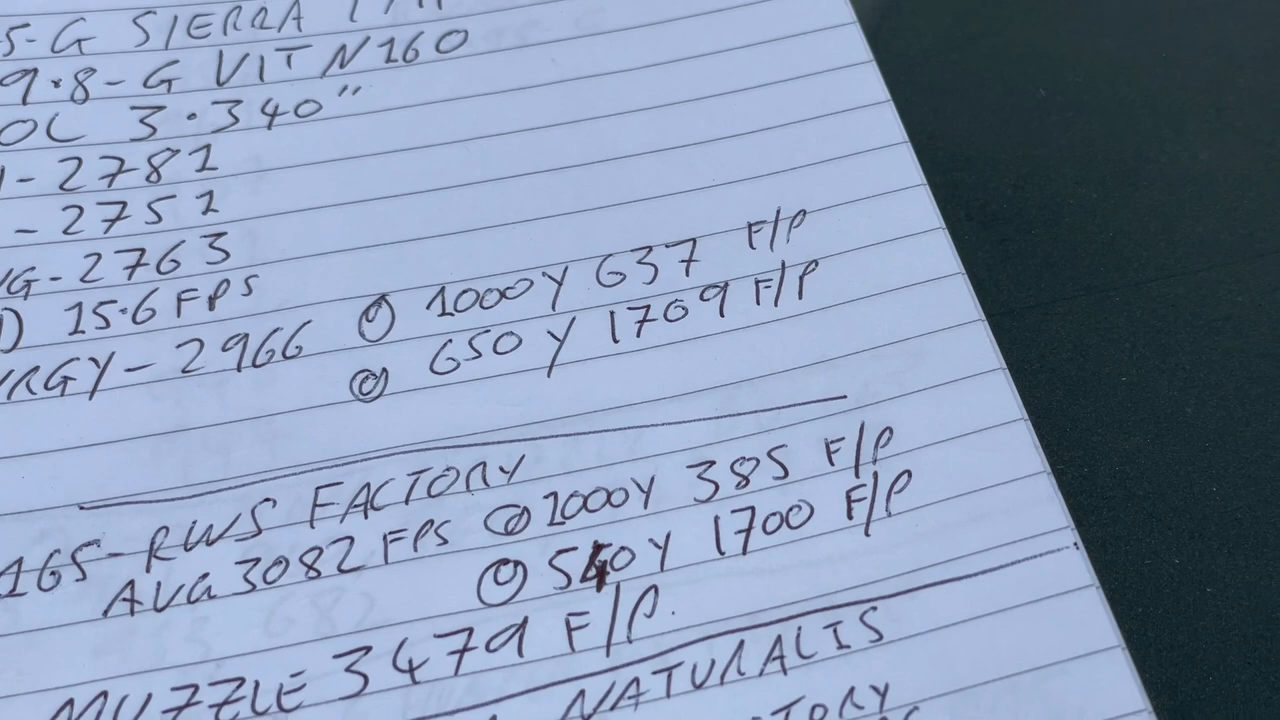 5-G SIERRA
9.8-G VIT N160
OL 3.340"
- 2781
- 2751
G-2763
) 15.6 FPS @ 1000Y 637 F/P
RGY-2966 @ 650Y 1709 F/P
165-RWS FACTORY
AVG 3082 FPS @ 1000Y 385 F/P
@ 540Y 1700 F/P
MUZZLE 3479 F/P.
NATURALIS
TORY